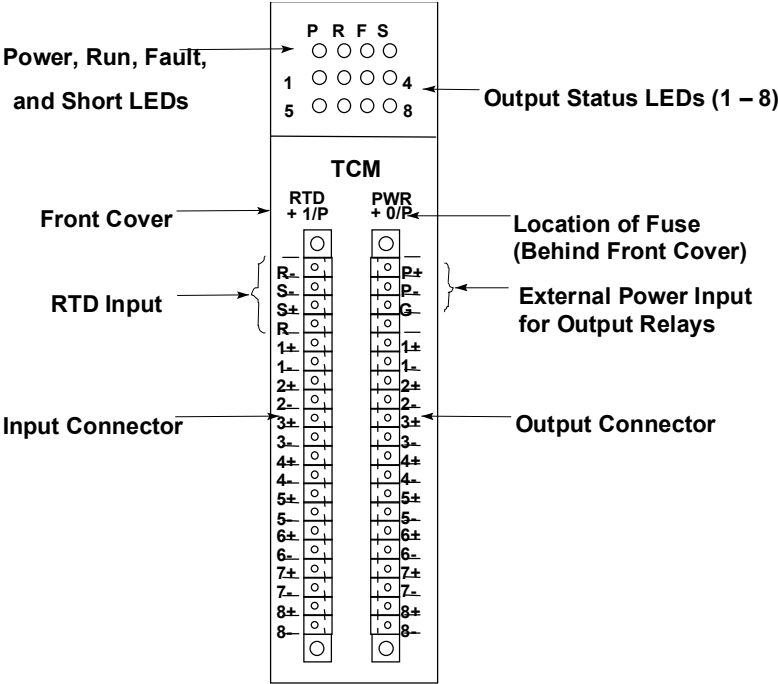 P R F S
Power, Run, Fault,
and Short LEDs
1 4
5 8
Output Status LEDs (1 – 8)
TCM
RTD PWR
+ 1/P + 0/P
Front Cover
Location of Fuse
(Behind Front Cover)
RTD Input
External Power Input
for Output Relays
R- P+
S- P-
S+ G
R
1+ 1+
1- 1-
2+ 2+
2- 2-
Input Connector
Output Connector
3+ 3+
3- 3-
4+ 4+
4- 4-
5+ 5+
5- 5-
6+ 6+
6- 6-
7+ 7+
7- 7-
8+ 8+
8- 8-